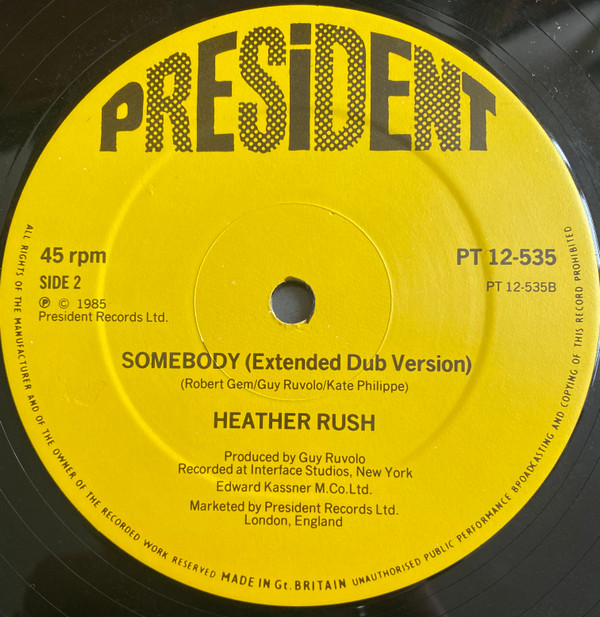 PRESiDENT
45 rpm
PT 12-535
SIDE 2
PT 12-535B
℗ © 1985
President Records Ltd.
SOMEBODY (Extended Dub Version)
(Robert Gem/Guy Ruvolo/Kate Philippe)
HEATHER RUSH
Produced by Guy Ruvolo
Recorded at Interface Studios, New York
Edward Kassner M.Co.Ltd.
Marketed by President Records Ltd.
London, England
ALL RIGHTS OF THE MANUFACTURER AND OF THE OWNER OF THE RECORDED WORK RESERVED MADE IN Gt. BRITAIN UNAUTHORISED PUBLIC PERFORMANCE BROADCASTING AND COPYING OF THIS RECORD PROHIBITED